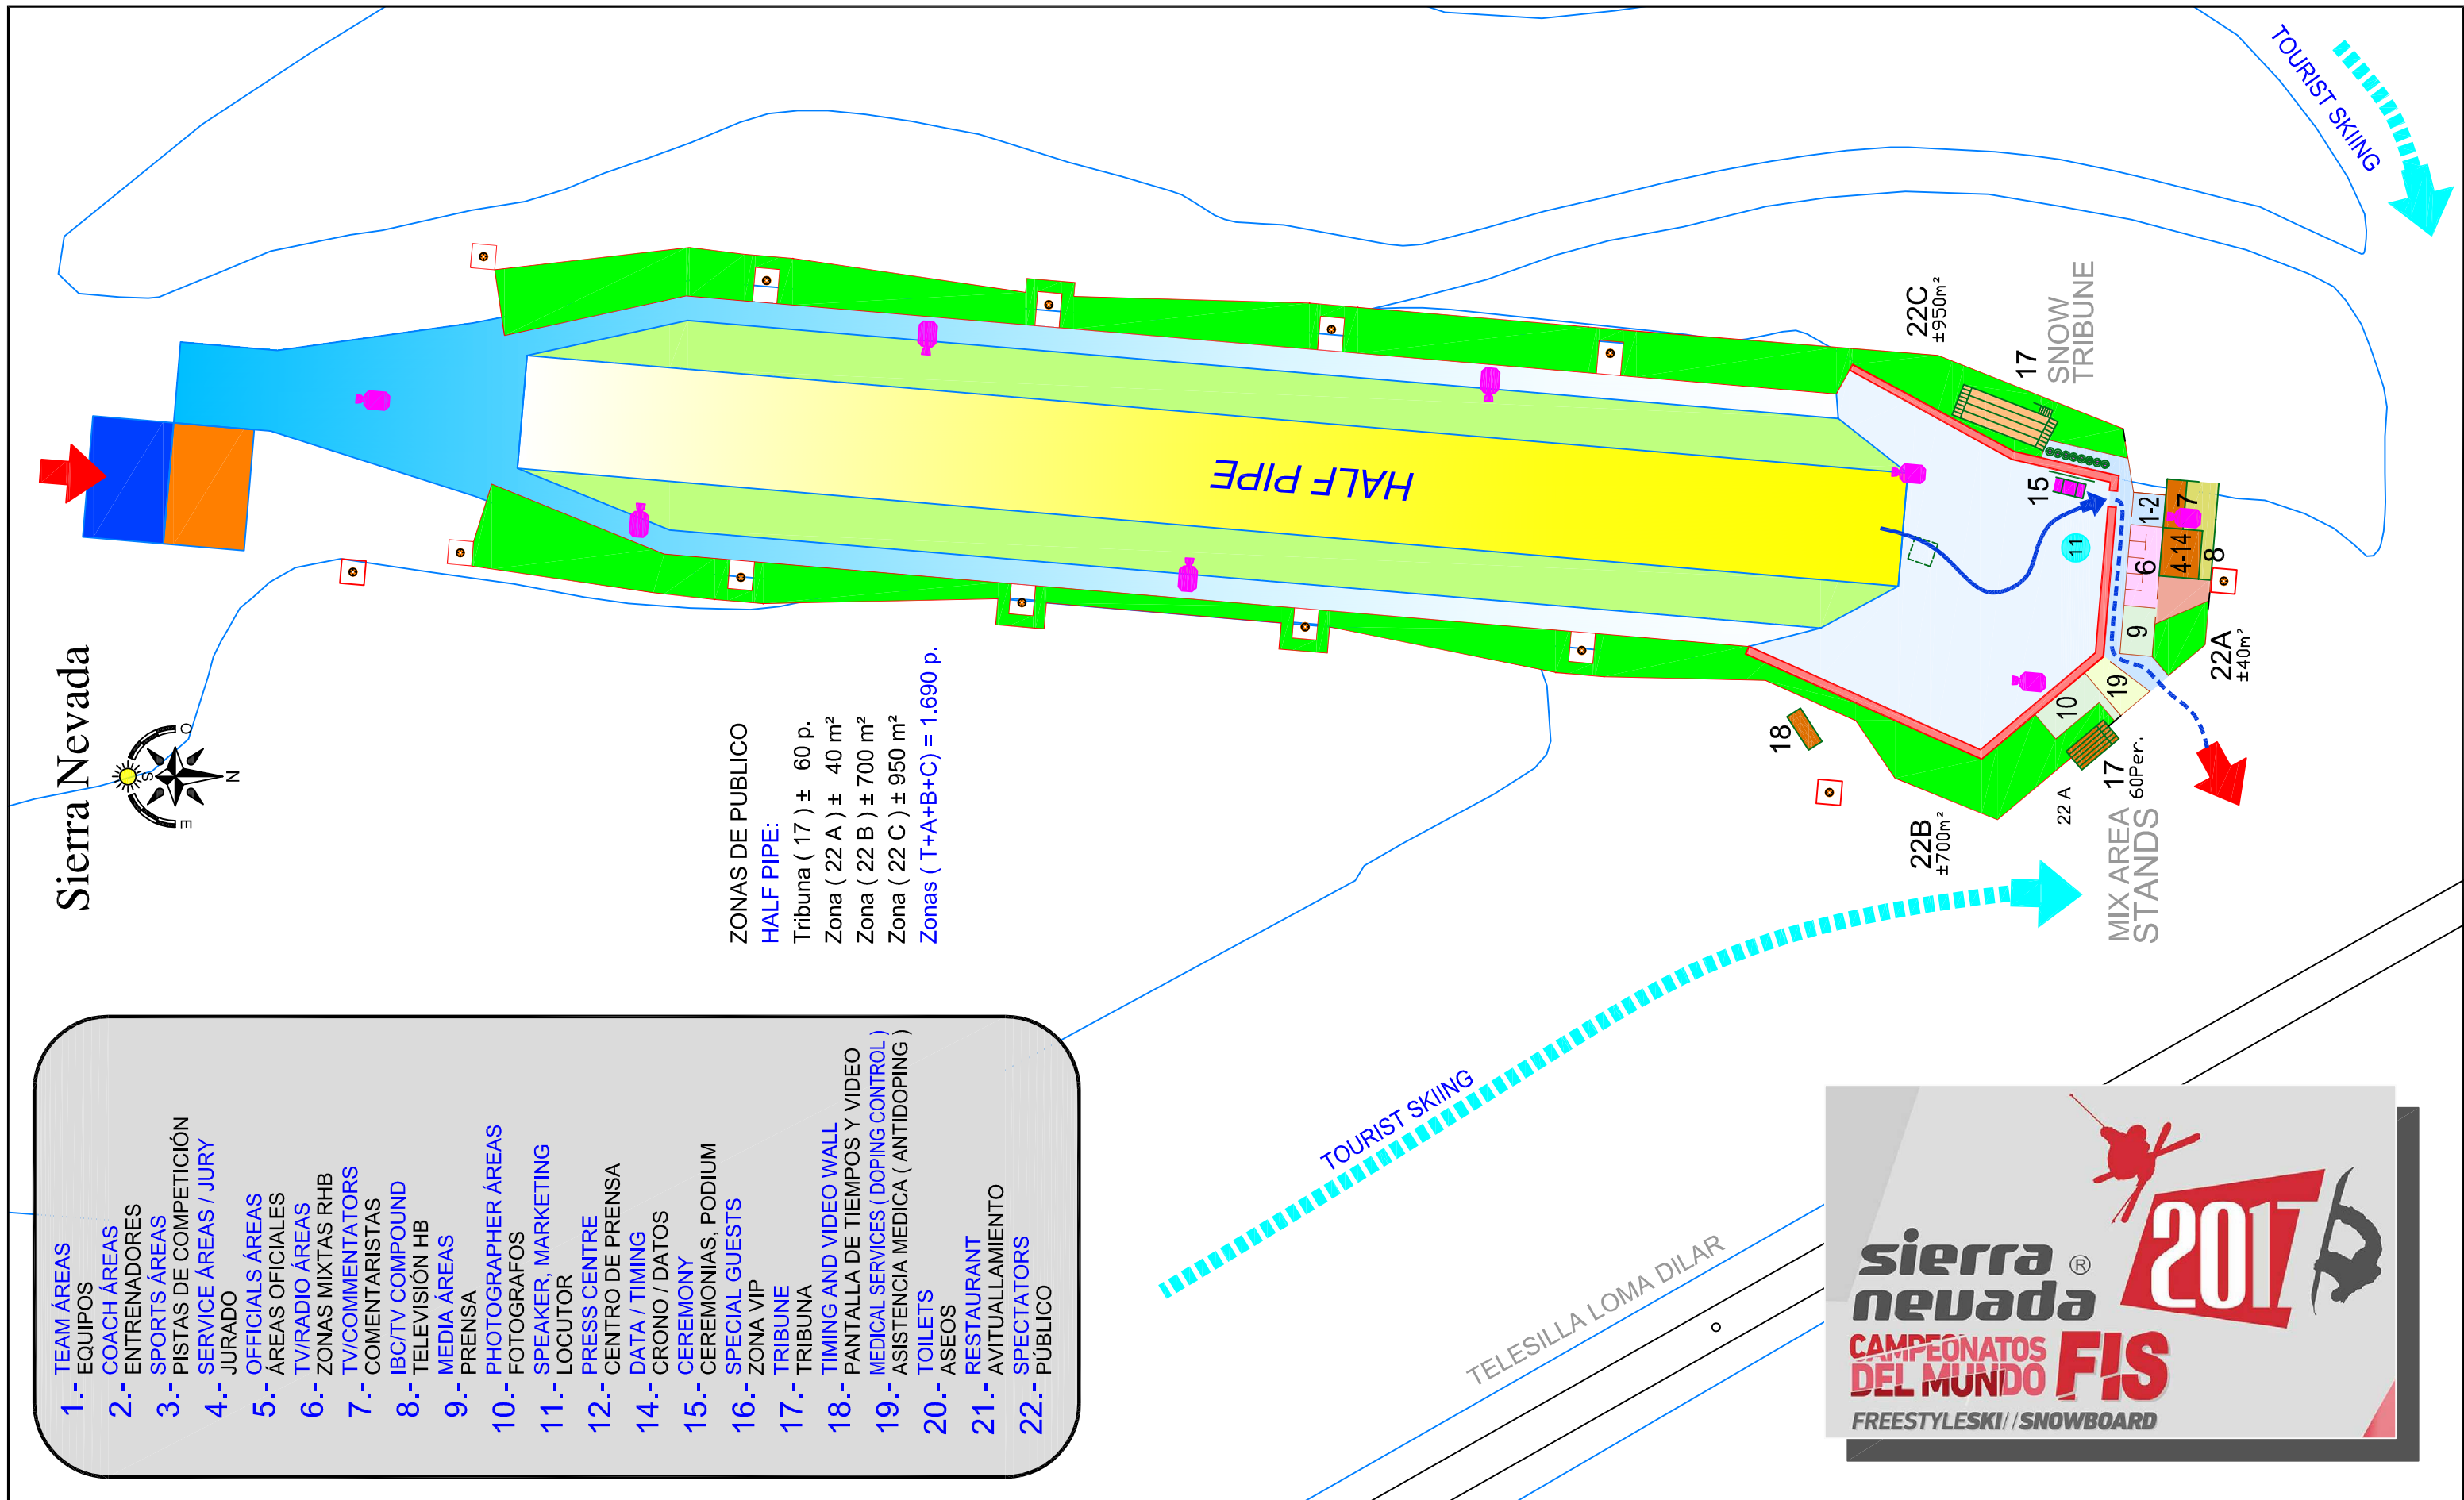 Sierra Nevada
S
O
N
E
ZONAS DE PUBLICO
HALF PIPE:
Tribuna ( 17 ) ± 60 p.
Zona ( 22 A ) ± 40 m²
Zona ( 22 B ) ± 700 m²
Zona ( 22 C ) ± 950 m²
Zonas ( T+A+B+C) = 1.690 p.
1.- TEAM ÁREAS
EQUIPOS
2.- COACH ÁREAS
ENTRENADORES
3.- SPORTS ÁREAS
PISTAS DE COMPETICIÓN
4.- SERVICE ÁREAS / JURY
JURADO
5.- OFFICIALS ÁREAS
ÁREAS OFICIALES
6.- TV/RADIO ÁREAS
ZONAS MIXTAS RHB
7.- TV/COMMENTATORS
COMENTARISTAS
8.- IBC/TV COMPOUND
TELEVISIÓN HB
9.- MEDIA ÁREAS
PRENSA
10.- PHOTOGRAPHER ÁREAS
FOTOGRAFOS
11.- SPEAKER, MARKETING
LOCUTOR
12.- PRESS CENTRE
CENTRO DE PRENSA
14.- DATA / TIMING
CRONO / DATOS
15.- CEREMONY
CEREMONIAS, PODIUM
16.- SPECIAL GUESTS
ZONA VIP
17.- TRIBUNE
TRIBUNA
18.- TIMING AND VIDEO WALL
PANTALLA DE TIEMPOS Y VIDEO
19.- MEDICAL SERVICES ( DOPING CONTROL )
ASISTENCIA MEDICA ( ANTIDOPING )
20.- TOILETS
ASEOS
21.- RESTAURANT
AVITUALLAMIENTO
22.- SPECTATORS
PÚBLICO
HALF PIPE
TOURIST SKIING
22C
±950m²
17
SNOW
TRIBUNE
15
11
1-2
7
6
4-14
8
9
22A
±40m²
19
10
18
17
60Per.
22 A
22B
±700m²
MIX AREA
STANDS
TOURIST SKIING
TELESILLA LOMA DILAR
sierra ®
nevada
2017
CAMPEONATOS
DEL MUNDO
FIS
FREESTYLESKI//SNOWBOARD